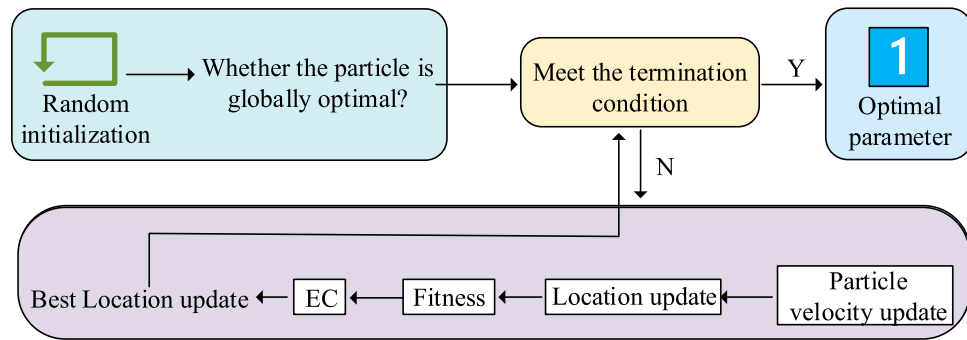 Random
initialization
Whether the particle is
globally optimal?
Meet the termination
condition
Y
1
Optimal
parameter
N
Best Location update
EC
Fitness
Location update
Particle
velocity update